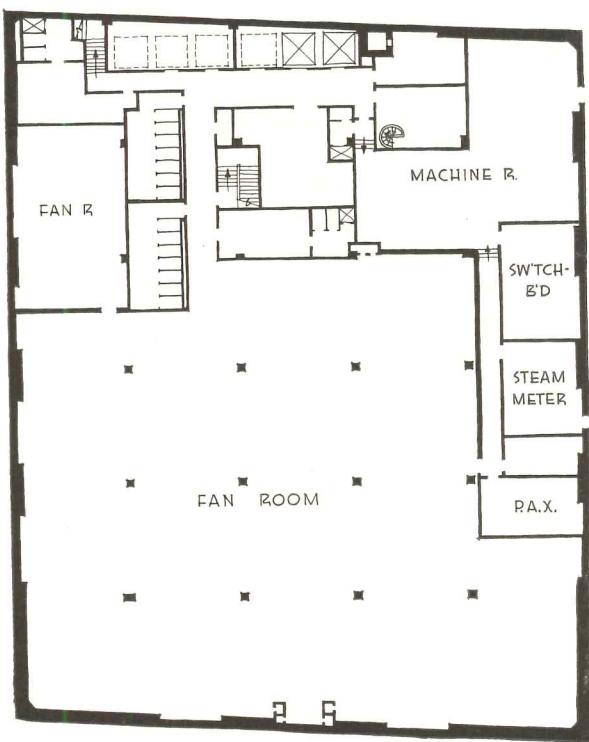 FAN R
MACHINE R.
SW'TCH-
B'D
STEAM
METER
FAN ROOM
P.A.X.